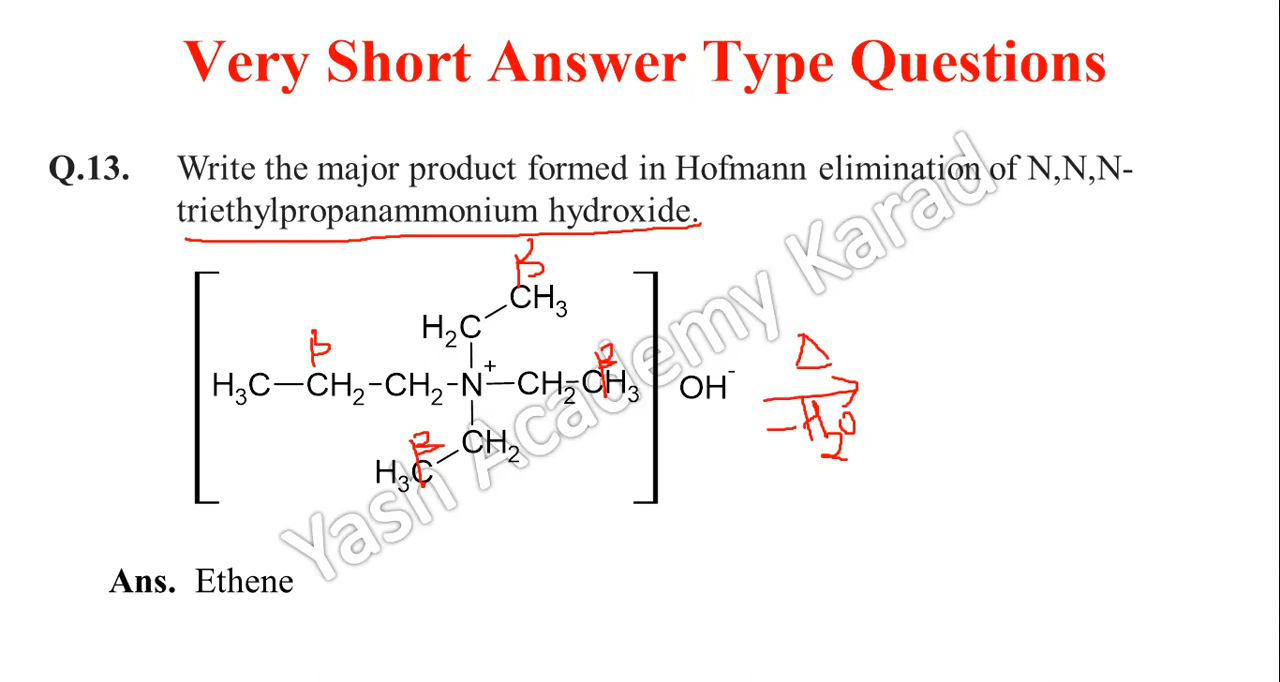 Very Short Answer Type Questions
Q.13. Write the major product formed in Hofmann elimination of N,N,N-
triethylpropanammonium hydroxide.
β
CH₃
H₂C
β
β
H₃C—CH₂-CH₂-N⁺—CH₂-CH₃ OH⁻
Δ
-H₂O
β
CH₂
H₃C
Ans. Ethene
Yash Academy Karad